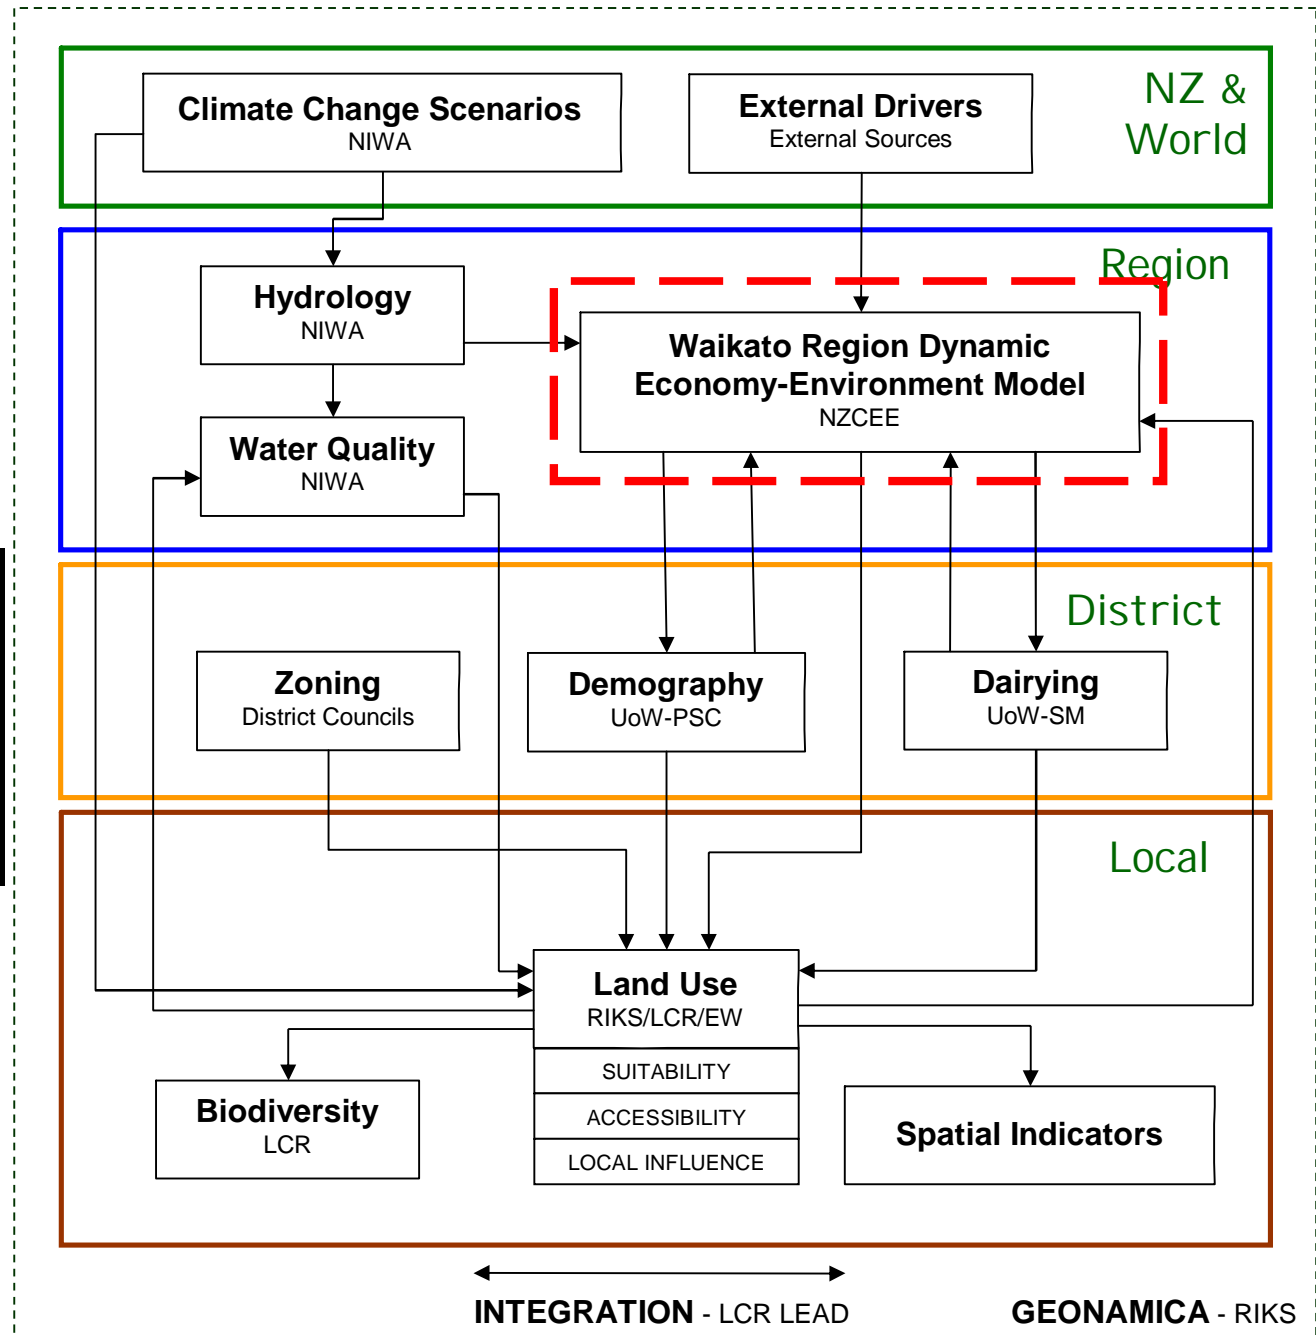 Climate Change Scenarios
NIWA
External Drivers
External Sources
NZ &
World
Region
Hydrology
NIWA
Waikato Region Dynamic
Economy-Environment Model
NZCEE
Water Quality
NIWA
District
Zoning
District Councils
Demography
UoW-PSC
Dairying
UoW-SM
Local
Land Use
RIKS/LCR/EW
SUITABILITY
ACCESSIBILITY
LOCAL INFLUENCE
Biodiversity
LCR
Spatial Indicators
INTEGRATION - LCR LEAD
GEONAMICA - RIKS